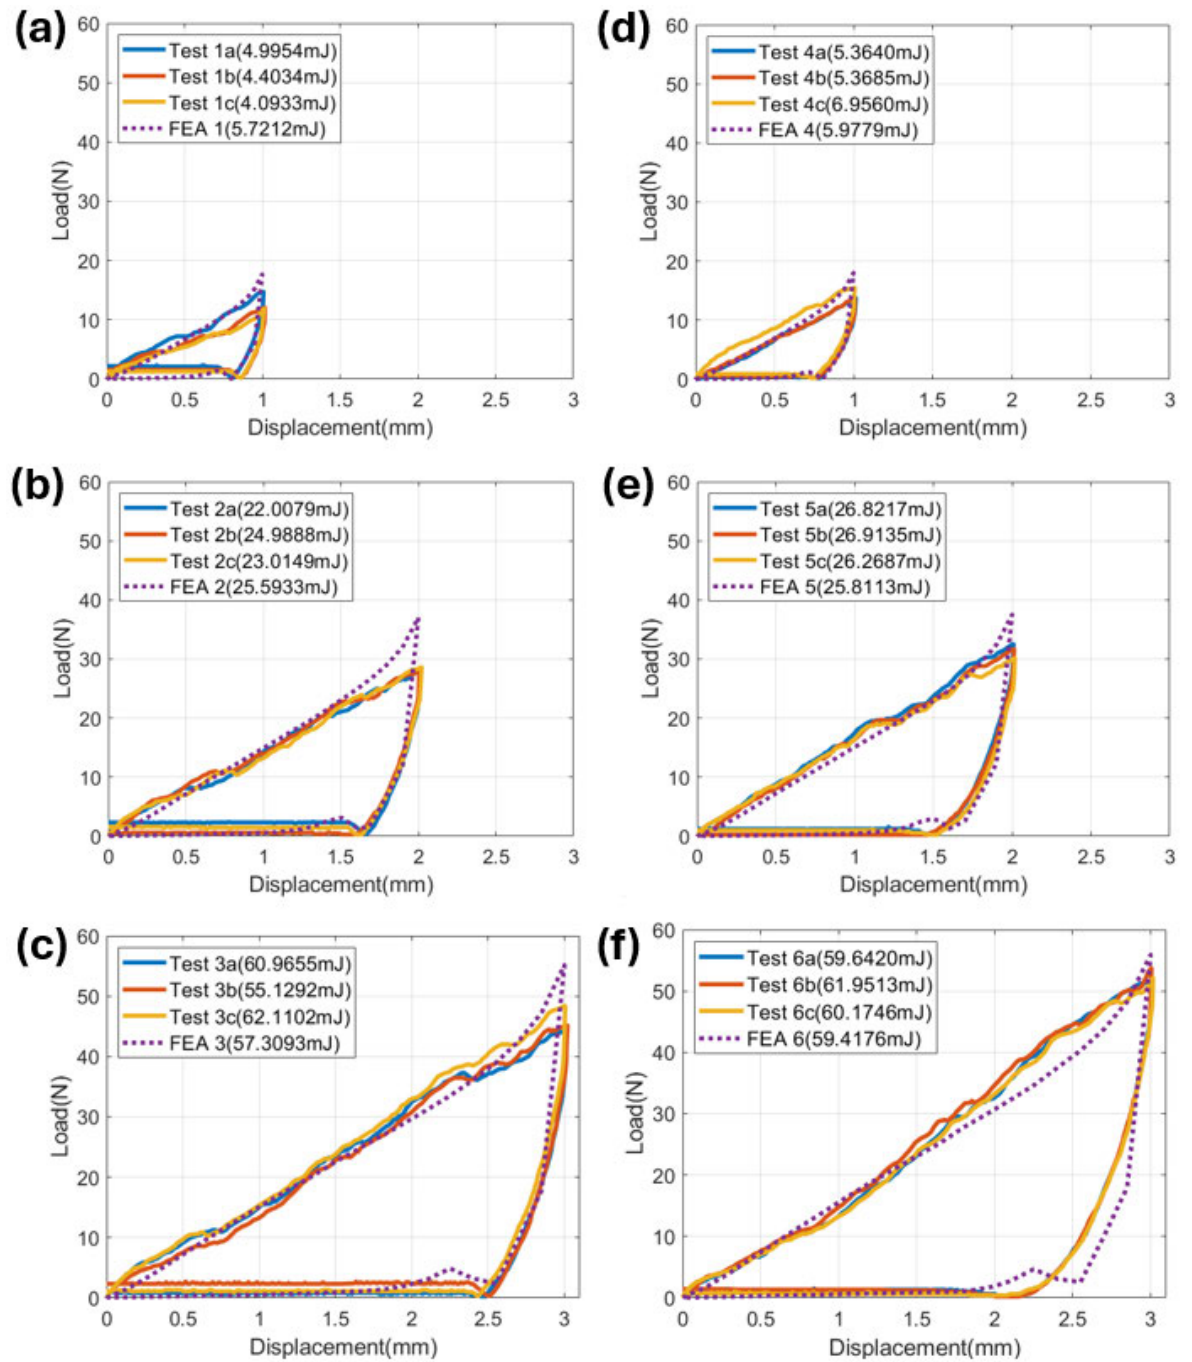 (a)
60
50
40
30
20
10
0
Load(N)
Test 1a(4.9954mJ)
Test 1b(4.4034mJ)
Test 1c(4.0933mJ)
FEA 1(5.7212mJ)
0 0.5 1 1.5 2 2.5 3
Displacement(mm)
(d)
60
50
40
30
20
10
0
Load(N)
Test 4a(5.3640mJ)
Test 4b(5.3685mJ)
Test 4c(6.9560mJ)
FEA 4(5.9779mJ)
0 0.5 1 1.5 2 2.5 3
Displacement(mm)
(b)
60
50
40
30
20
10
0
Load(N)
Test 2a(22.0079mJ)
Test 2b(24.9888mJ)
Test 2c(23.0149mJ)
FEA 2(25.5933mJ)
0 0.5 1 1.5 2 2.5 3
Displacement(mm)
(e)
60
50
40
30
20
10
0
Load(N)
Test 5a(26.8217mJ)
Test 5b(26.9135mJ)
Test 5c(26.2687mJ)
FEA 5(25.8113mJ)
0 0.5 1 1.5 2 2.5 3
Displacement(mm)
(c)
60
50
40
30
20
10
0
Load(N)
Test 3a(60.9655mJ)
Test 3b(55.1292mJ)
Test 3c(62.1102mJ)
FEA 3(57.3093mJ)
0 0.5 1 1.5 2 2.5 3
Displacement(mm)
(f)
60
50
40
30
20
10
0
Load(N)
Test 6a(59.6420mJ)
Test 6b(61.9513mJ)
Test 6c(60.1746mJ)
FEA 6(59.4176mJ)
0 0.5 1 1.5 2 2.5 3
Displacement(mm)